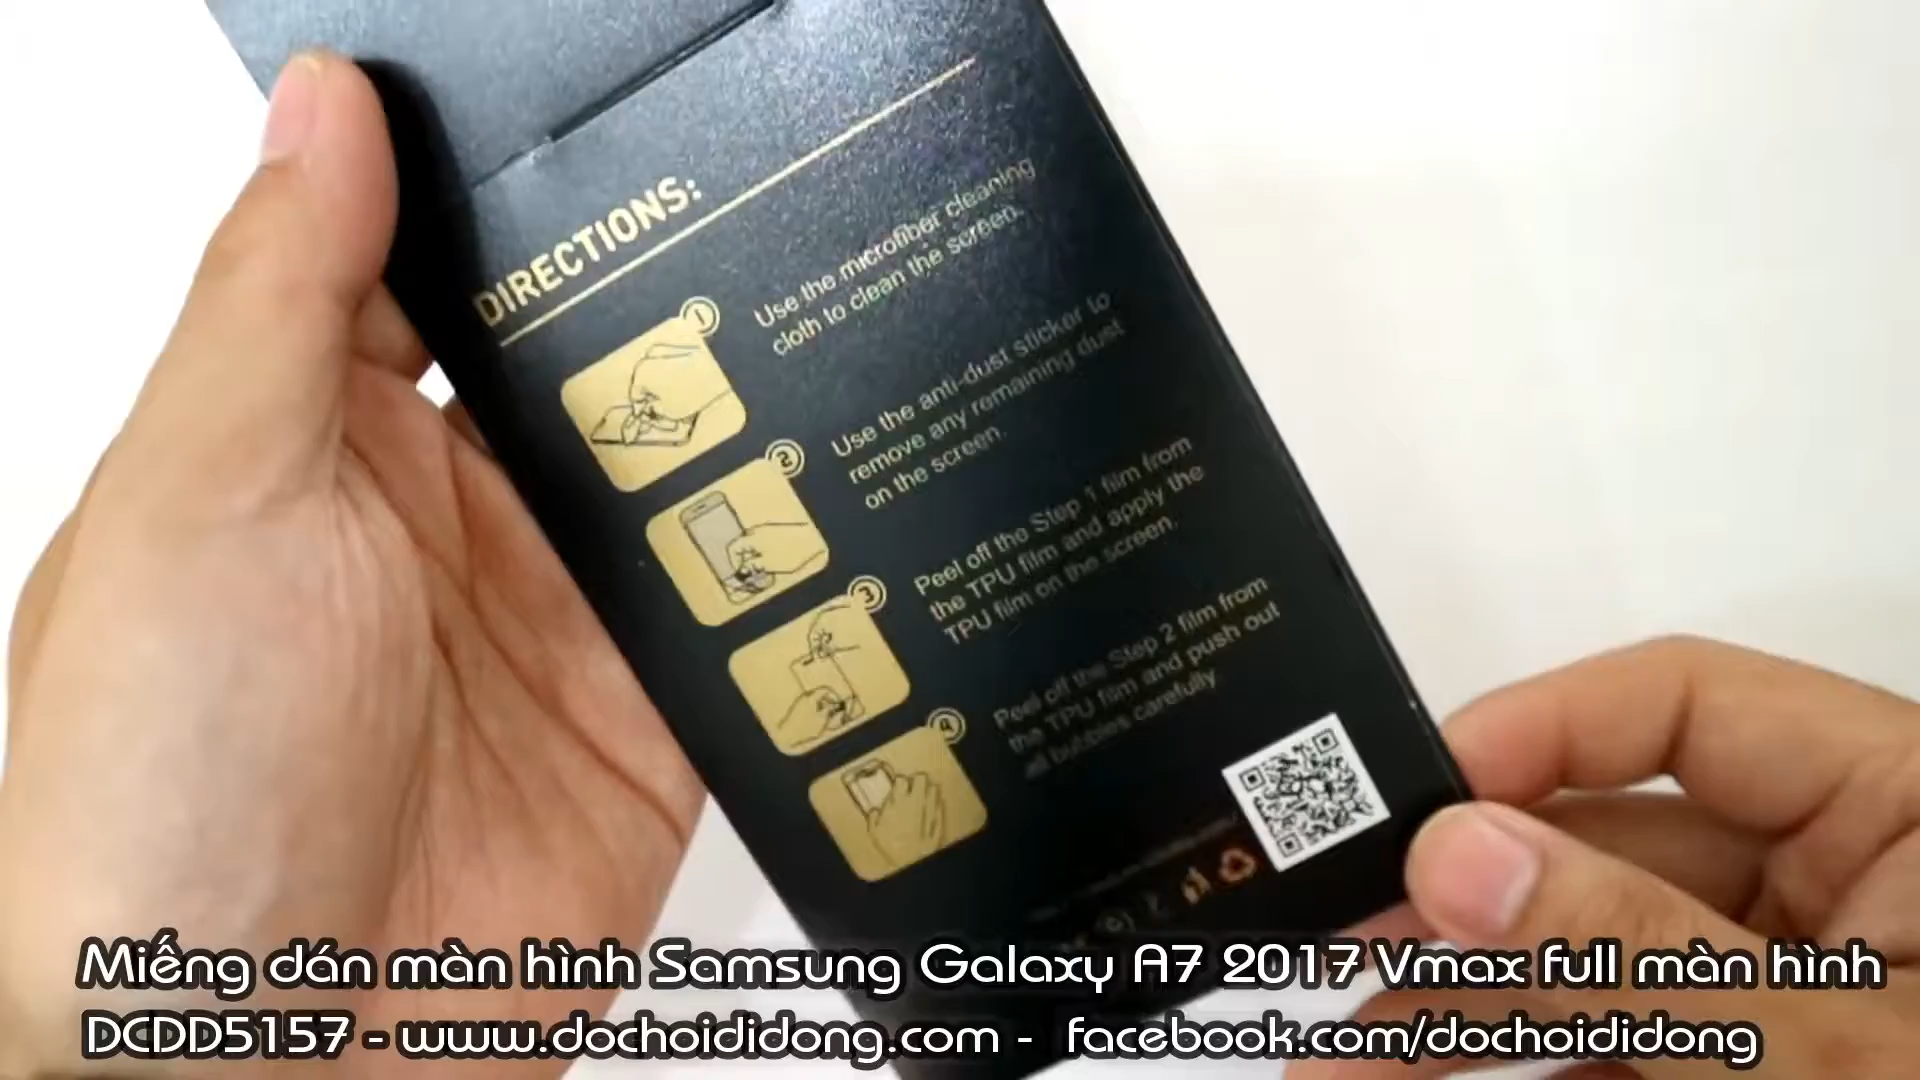 DIRECTIONS:
1
Use the microfiber cleaning
cloth to clean the screen.
2
Use the anti-dust sticker to
remove any remaining dust
on the screen.
3
Peel off the Step 1 film from
the TPU film and apply the
TPU film on the screen.
4
Peel off the Step 2 film from
the TPU film and push out
all bubbles carefully.
Miếng dán màn hình Samsung Galaxy A7 2017 Vmax full màn hình
DCDD5157 - www.dochoididong.com - facebook.com/dochoididong